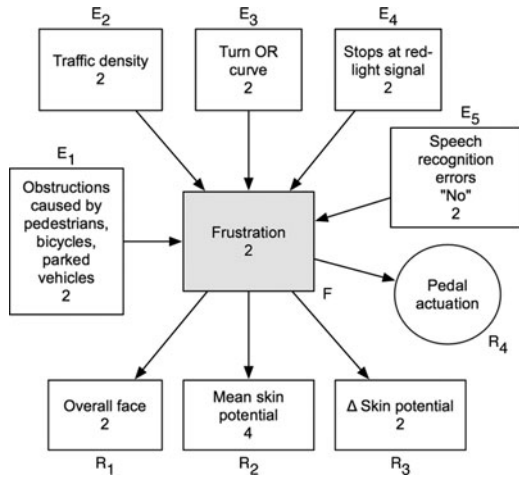 E2
E3
E4
Traffic density
2
Turn OR
curve
2
Stops at red-
light signal
2
E5
Speech
recognition
errors
"No"
2
E1
Obstructions
caused by
pedestrians,
bicycles,
parked
vehicles
2
Frustration
2
F
Pedal
actuation
R4
Overall face
2
Mean skin
potential
4
Δ Skin potential
2
R1
R2
R3